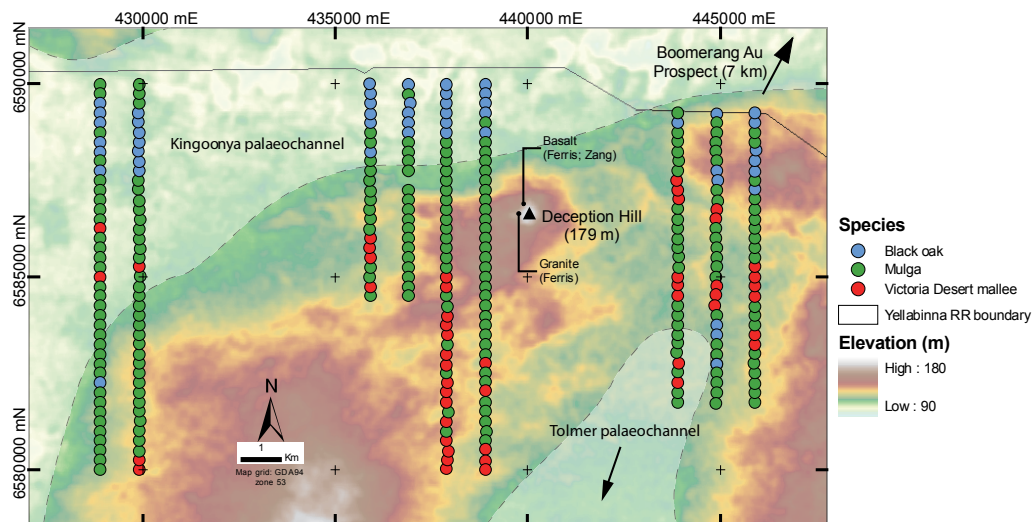 430000 mE
435000 mE
440000 mE
445000 mE
6590000 mN
6585000 mN
6580000 mN
Boomerang Au
Prospect (7 km)
Kingoonya palaeochannel
Basalt
(Ferris; Zang)
Deception Hill
(179 m)
Granite
(Ferris)
Tolmer palaeochannel
N
1
Km
Map grid: GDA94
zone 53
Species
Black oak
Mulga
Victoria Desert mallee
Yellabinna RR boundary
Elevation (m)
High : 180
Low : 90